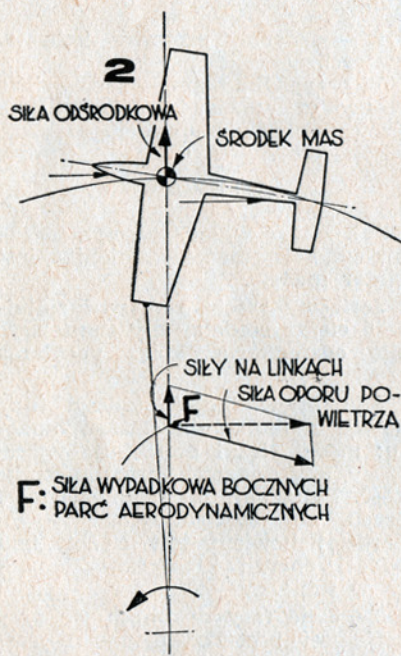 2
SIŁA ODŚRODKOWA
ŚRODEK MAS
SIŁY NA LINKACH
SIŁA OPORU PO-
WIETRZA
F
F: SIŁA WYPADKOWA BOCZNYCH
PARĆ AERODYNAMICZNYCH